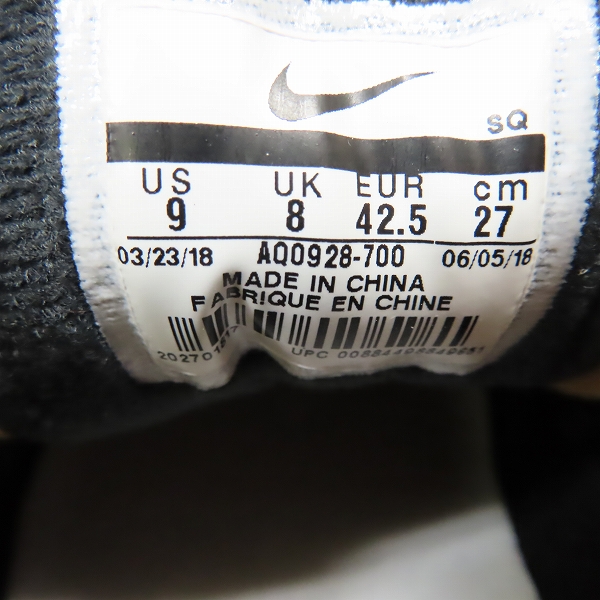 SQ
US UK EUR cm
9 8 42.5 27
03/23/18 AQ0928-700 06/05/18
MADE IN CHINA
FABRIQUE EN CHINE
UPC